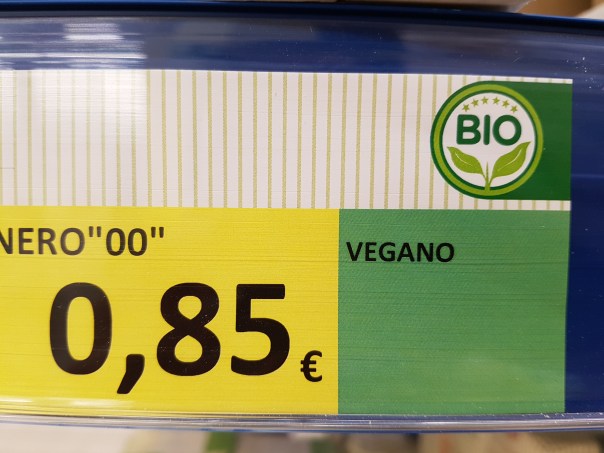 BIO
NERO"00"
VEGANO
0,85 €